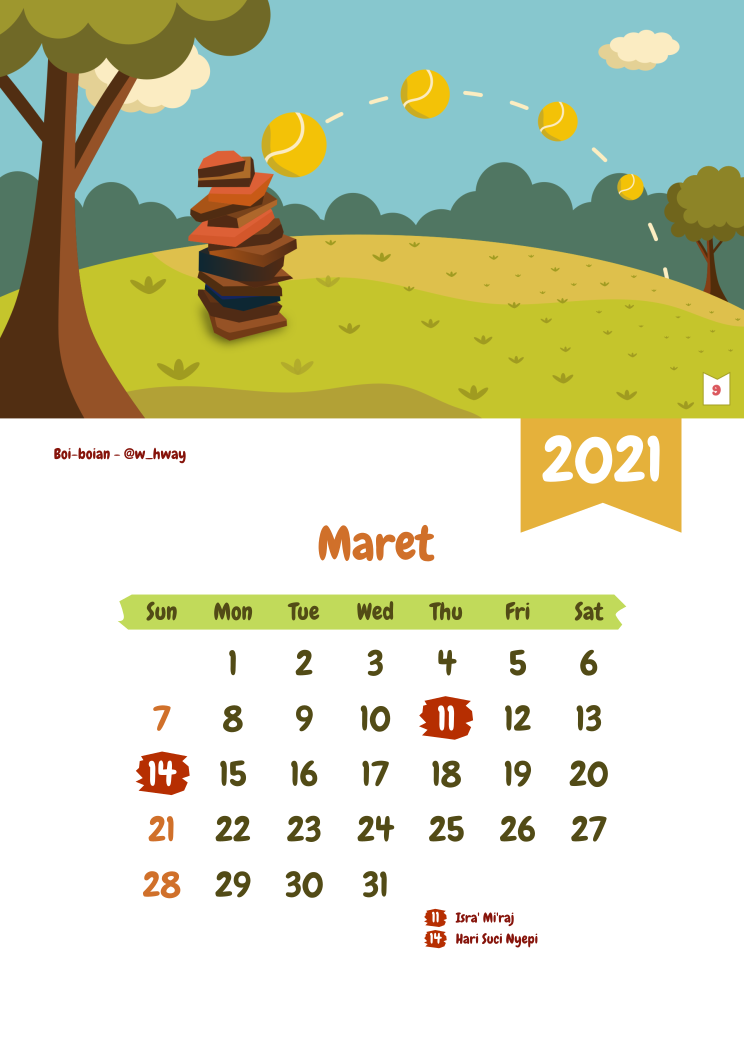 9
Boi-boian - @w_hway
2021
Maret
Sun Mon Tue Wed Thu Fri Sat
1 2 3 4 5 6
7 8 9 10 11 12 13
14 15 16 17 18 19 20
21 22 23 24 25 26 27
28 29 30 31
11 Isra' Mi'raj
14 Hari Suci Nyepi